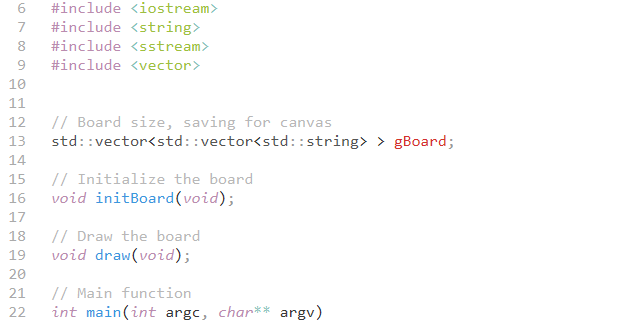 6 #include <iostream>
7 #include <string>
8 #include <sstream>
9 #include <vector>
10
11
12 // Board size, saving for canvas
13 std::vector<std::vector<std::string> > gBoard;
14
15 // Initialize the board
16 void initBoard(void);
17
18 // Draw the board
19 void draw(void);
20
21 // Main function
22 int main(int argc, char** argv)